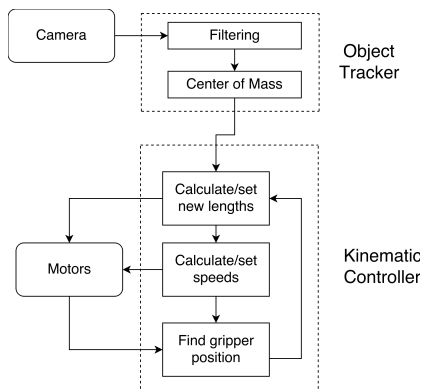 Camera
Filtering
Center of Mass
Object
Tracker
Calculate/set
new lengths
Motors
Calculate/set
speeds
Find gripper
position
Kinematic
Controller